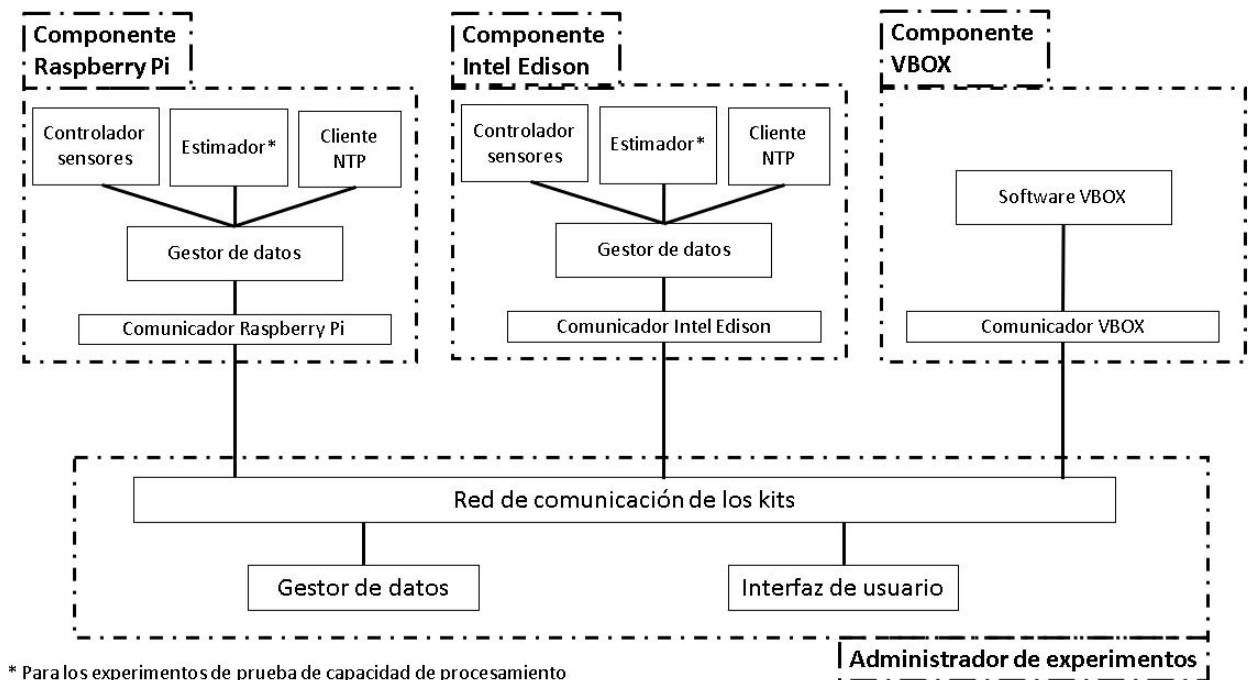 Componente
Raspberry Pi
Controlador
sensores
Estimador*
Cliente
NTP
Gestor de datos
Comunicador Raspberry Pi
Componente
Intel Edison
Controlador
sensores
Estimador*
Cliente
NTP
Gestor de datos
Comunicador Intel Edison
Componente
VBOX
Software VBOX
Comunicador VBOX
Red de comunicación de los kits
Gestor de datos
Interfaz de usuario
Administrador de experimentos
* Para los experimentos de prueba de capacidad de procesamiento